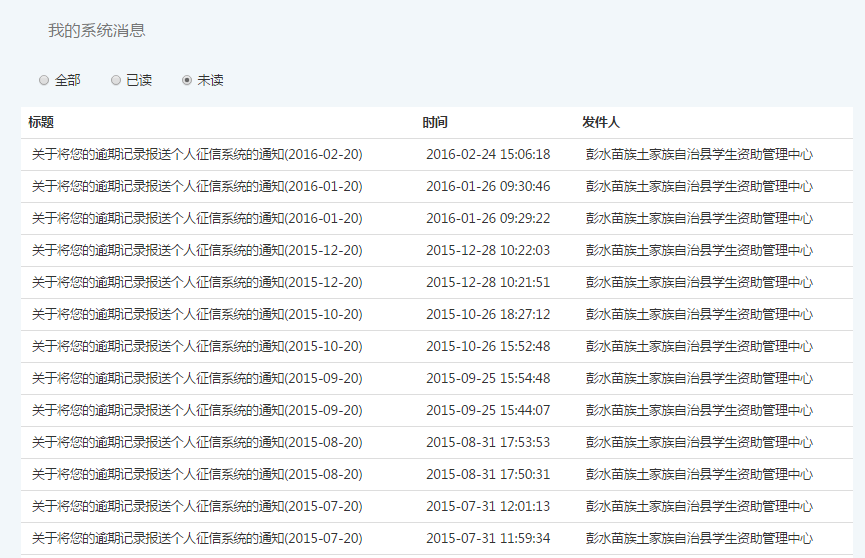 我的系统消息
全部 已读 未读
标题 时间 发件人
关于将您的逾期记录报送个人征信系统的通知(2016-02-20) 2016-02-24 15:06:18 彭水苗族土家族自治县学生资助管理中心
关于将您的逾期记录报送个人征信系统的通知(2016-01-20) 2016-01-26 09:30:46 彭水苗族土家族自治县学生资助管理中心
关于将您的逾期记录报送个人征信系统的通知(2016-01-20) 2016-01-26 09:29:22 彭水苗族土家族自治县学生资助管理中心
关于将您的逾期记录报送个人征信系统的通知(2015-12-20) 2015-12-28 10:22:03 彭水苗族土家族自治县学生资助管理中心
关于将您的逾期记录报送个人征信系统的通知(2015-12-20) 2015-12-28 10:21:51 彭水苗族土家族自治县学生资助管理中心
关于将您的逾期记录报送个人征信系统的通知(2015-10-20) 2015-10-26 18:27:12 彭水苗族土家族自治县学生资助管理中心
关于将您的逾期记录报送个人征信系统的通知(2015-10-20) 2015-10-26 15:52:48 彭水苗族土家族自治县学生资助管理中心
关于将您的逾期记录报送个人征信系统的通知(2015-09-20) 2015-09-25 15:54:48 彭水苗族土家族自治县学生资助管理中心
关于将您的逾期记录报送个人征信系统的通知(2015-09-20) 2015-09-25 15:44:07 彭水苗族土家族自治县学生资助管理中心
关于将您的逾期记录报送个人征信系统的通知(2015-08-20) 2015-08-31 17:53:53 彭水苗族土家族自治县学生资助管理中心
关于将您的逾期记录报送个人征信系统的通知(2015-08-20) 2015-08-31 17:50:31 彭水苗族土家族自治县学生资助管理中心
关于将您的逾期记录报送个人征信系统的通知(2015-07-20) 2015-07-31 12:01:13 彭水苗族土家族自治县学生资助管理中心
关于将您的逾期记录报送个人征信系统的通知(2015-07-20) 2015-07-31 11:59:34 彭水苗族土家族自治县学生资助管理中心